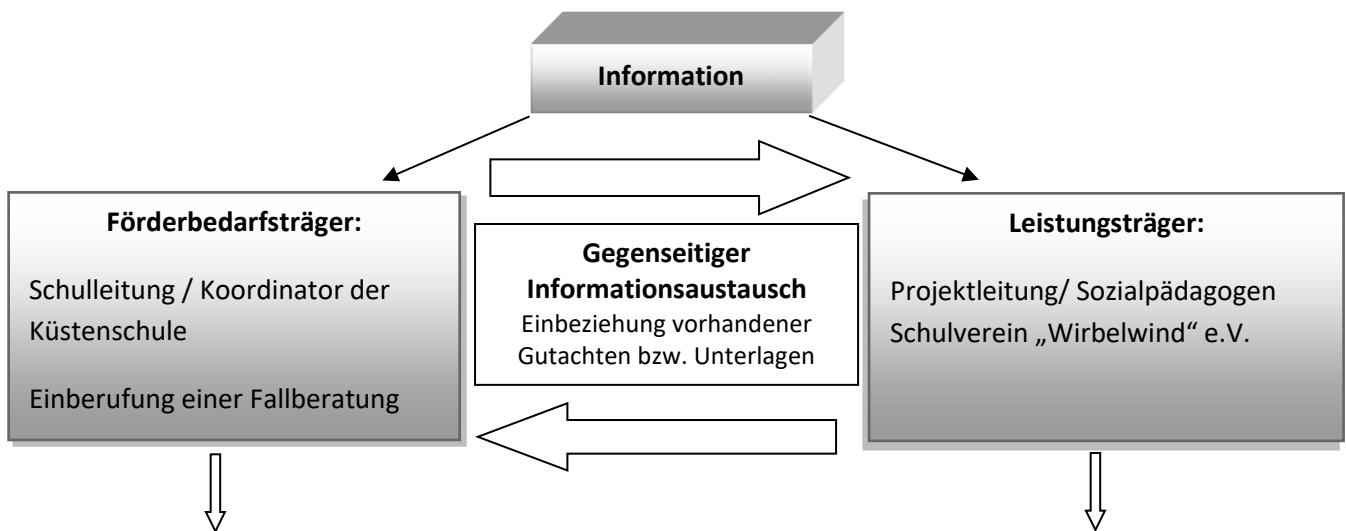 Information
Förderbedarfsträger:
Schulleitung / Koordinator der
Küstenschule
Einberufung einer Fallberatung
Gegenseitiger
Informationsaustausch
Einbeziehung vorhandener
Gutachten bzw. Unterlagen
Leistungsträger:
Projektleitung/ Sozialpädagogen
Schulverein „Wirbelwind“ e.V.